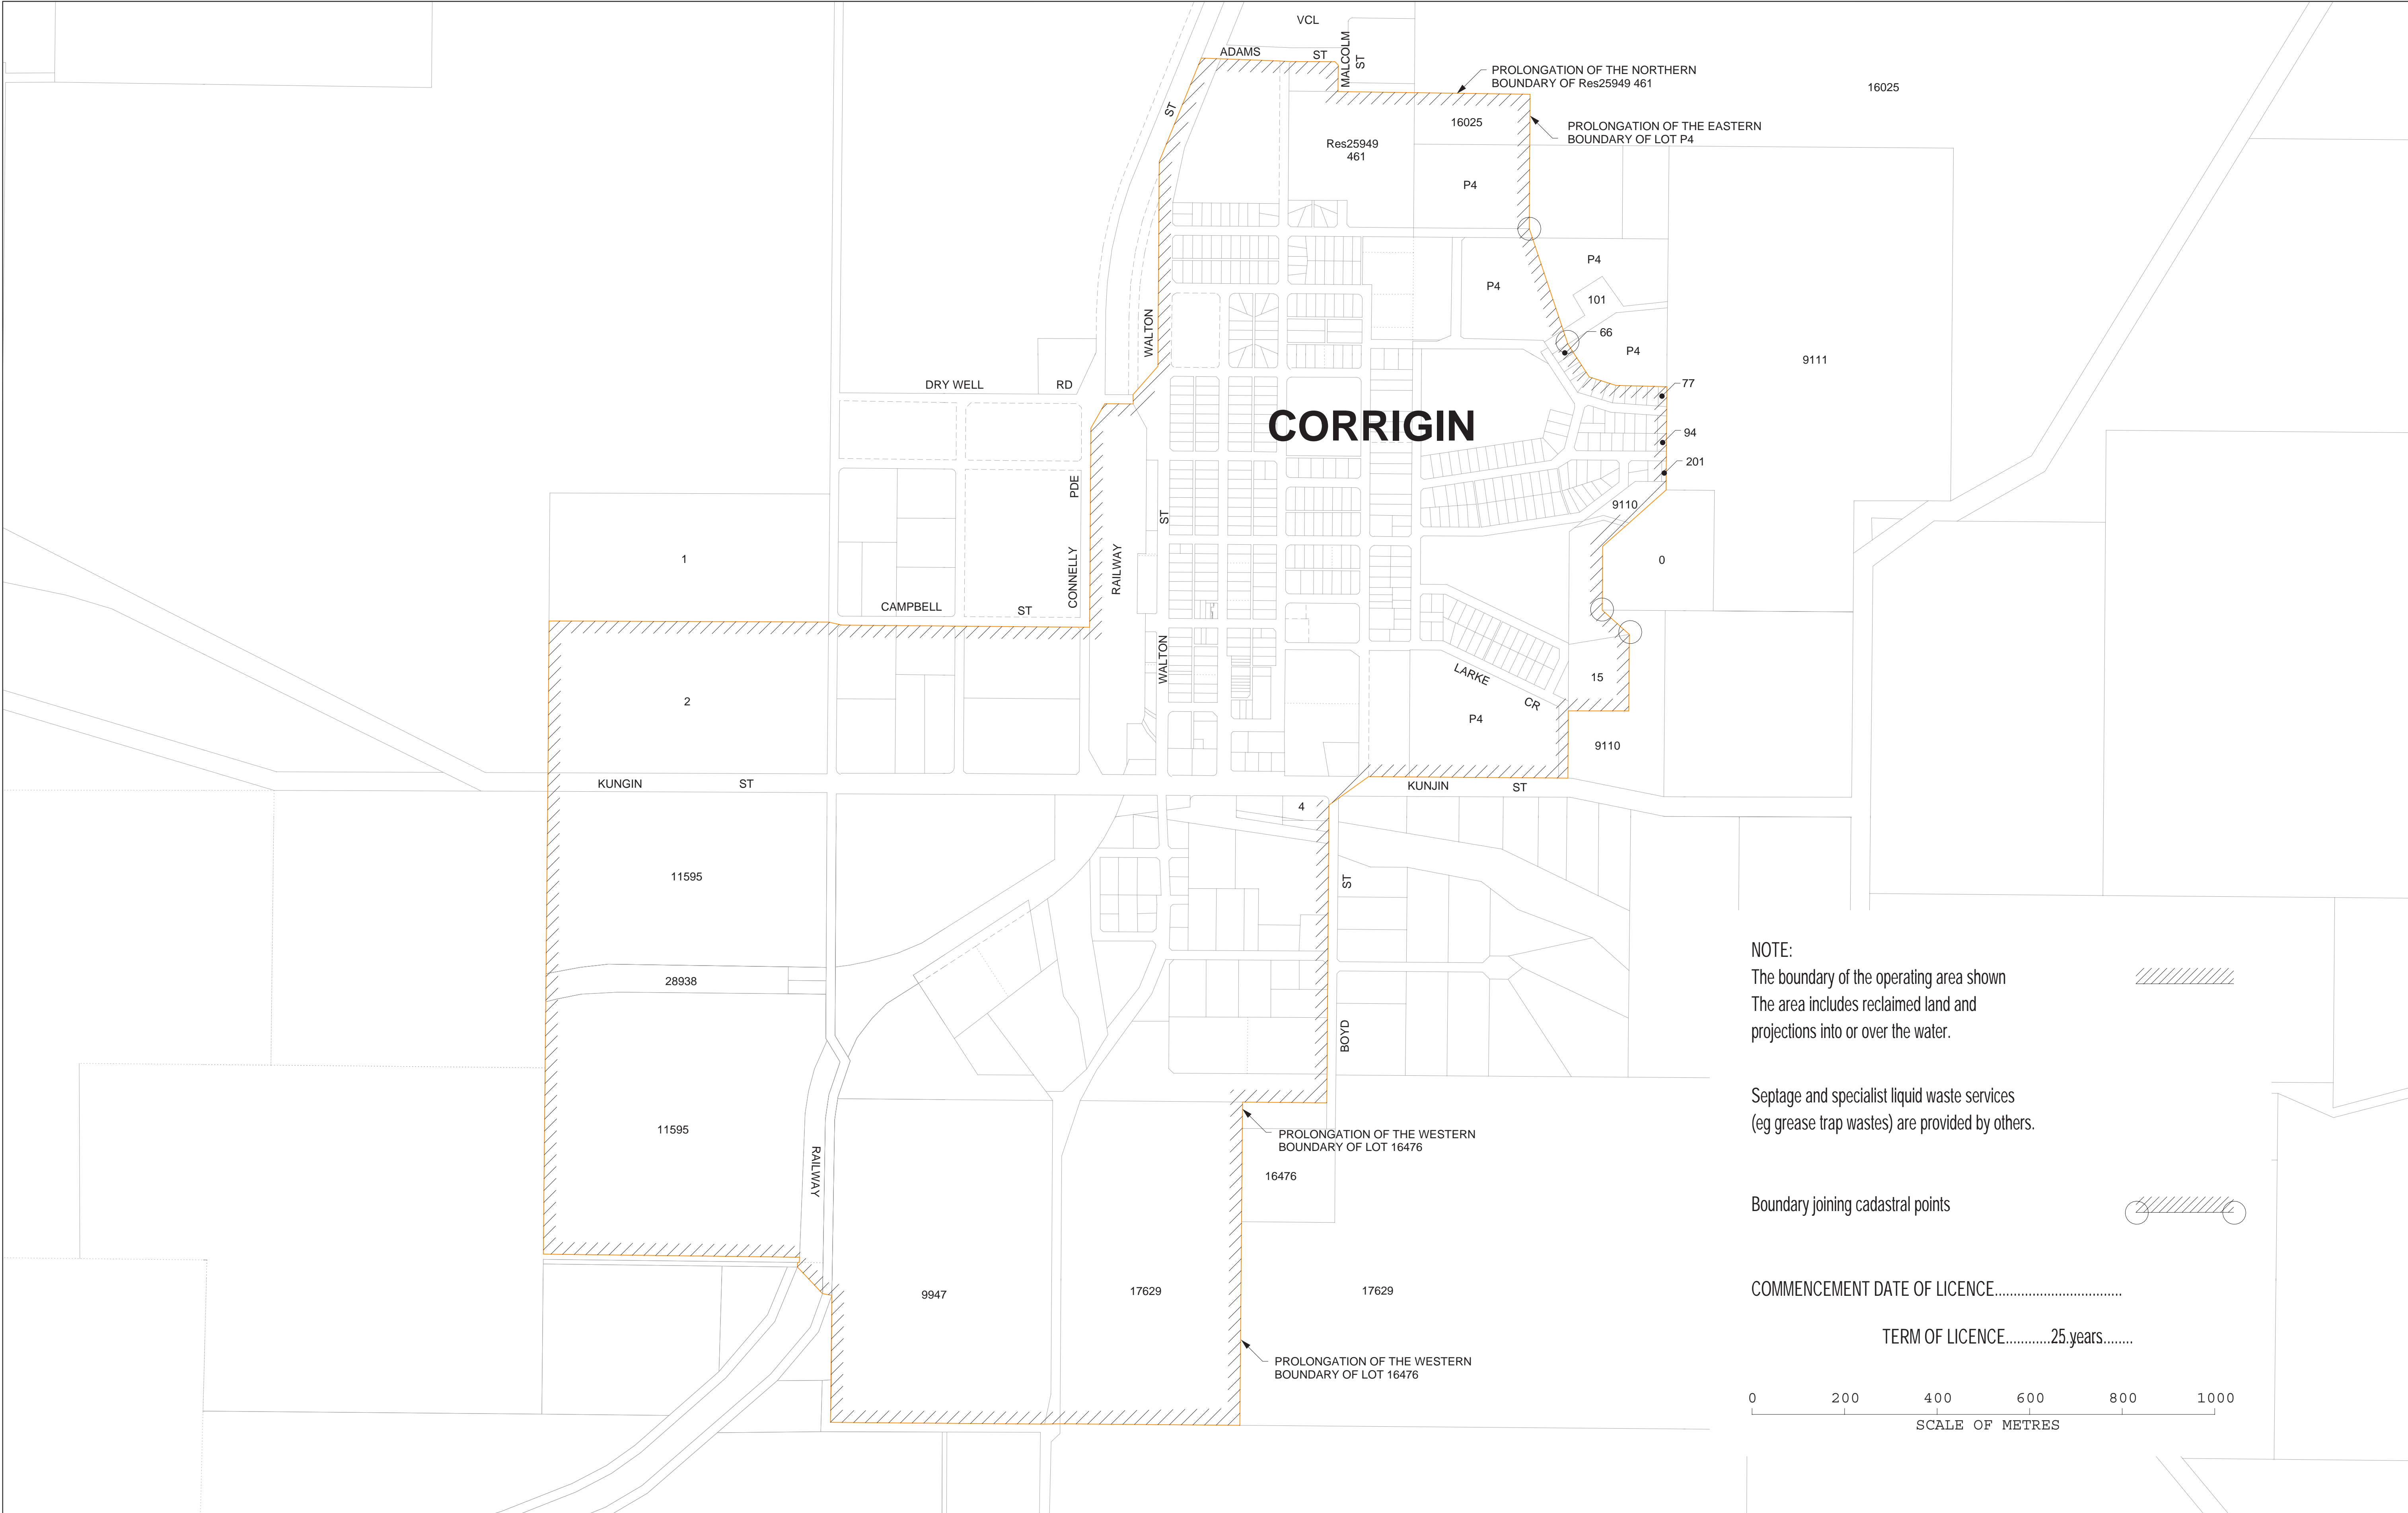 VCL
ADAMS ST
MALCOLM ST
PROLONGATION OF THE NORTHERN
BOUNDARY OF Res25949 461
16025
ST
16025
PROLONGATION OF THE EASTERN
BOUNDARY OF LOT P4
Res25949
461
P4
P4
P4
101
WALTON
66
P4
9111
DRY WELL RD
77
CORRIGIN
94
201
PDE
ST
9110
1
CONNELLY
RAILWAY
0
CAMPBELL ST
WALTON
2
LARKE CR
15
P4
9110
KUNGIN ST
KUNJIN ST
4
11595
ST
28938
BOYD
11595
RAILWAY
PROLONGATION OF THE WESTERN
BOUNDARY OF LOT 16476
16476
9947
17629
17629
PROLONGATION OF THE WESTERN
BOUNDARY OF LOT 16476
NOTE:
The boundary of the operating area shown
The area includes reclaimed land and
projections into or over the water.
Septage and specialist liquid waste services
(eg grease trap wastes) are provided by others.
Boundary joining cadastral points
COMMENCEMENT DATE OF LICENCE..................................
TERM OF LICENCE............25 years........
0 200 400 600 800 1000
SCALE OF METRES